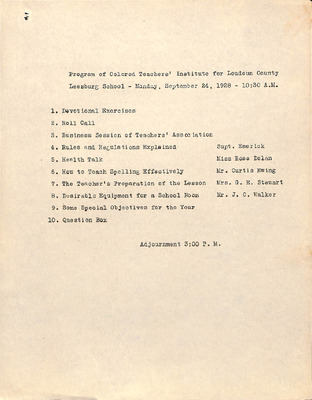 Program of Colored Teachers' Institute for Loudoun County
Leesburg School - Monday, September 24, 1928 - 10:30 A.M.
1. Devotional Exercises
2. Roll Call
3. Business Session of Teachers' Association
4. Rules and Regulations Explained Supt. Emerick
5. Health Talk Miss Rose Dolan
6. How to Teach Spelling Effectively Mr. Curtis Ewing
7. The Teacher's Preparation of the Lesson Mrs. G. H. Stewart
8. Desirable Equipment for a School Room Mr. J. C. Walker
9. Some Special Objectives for the Year
10. Question Box
Adjournment 3:00 P. M.